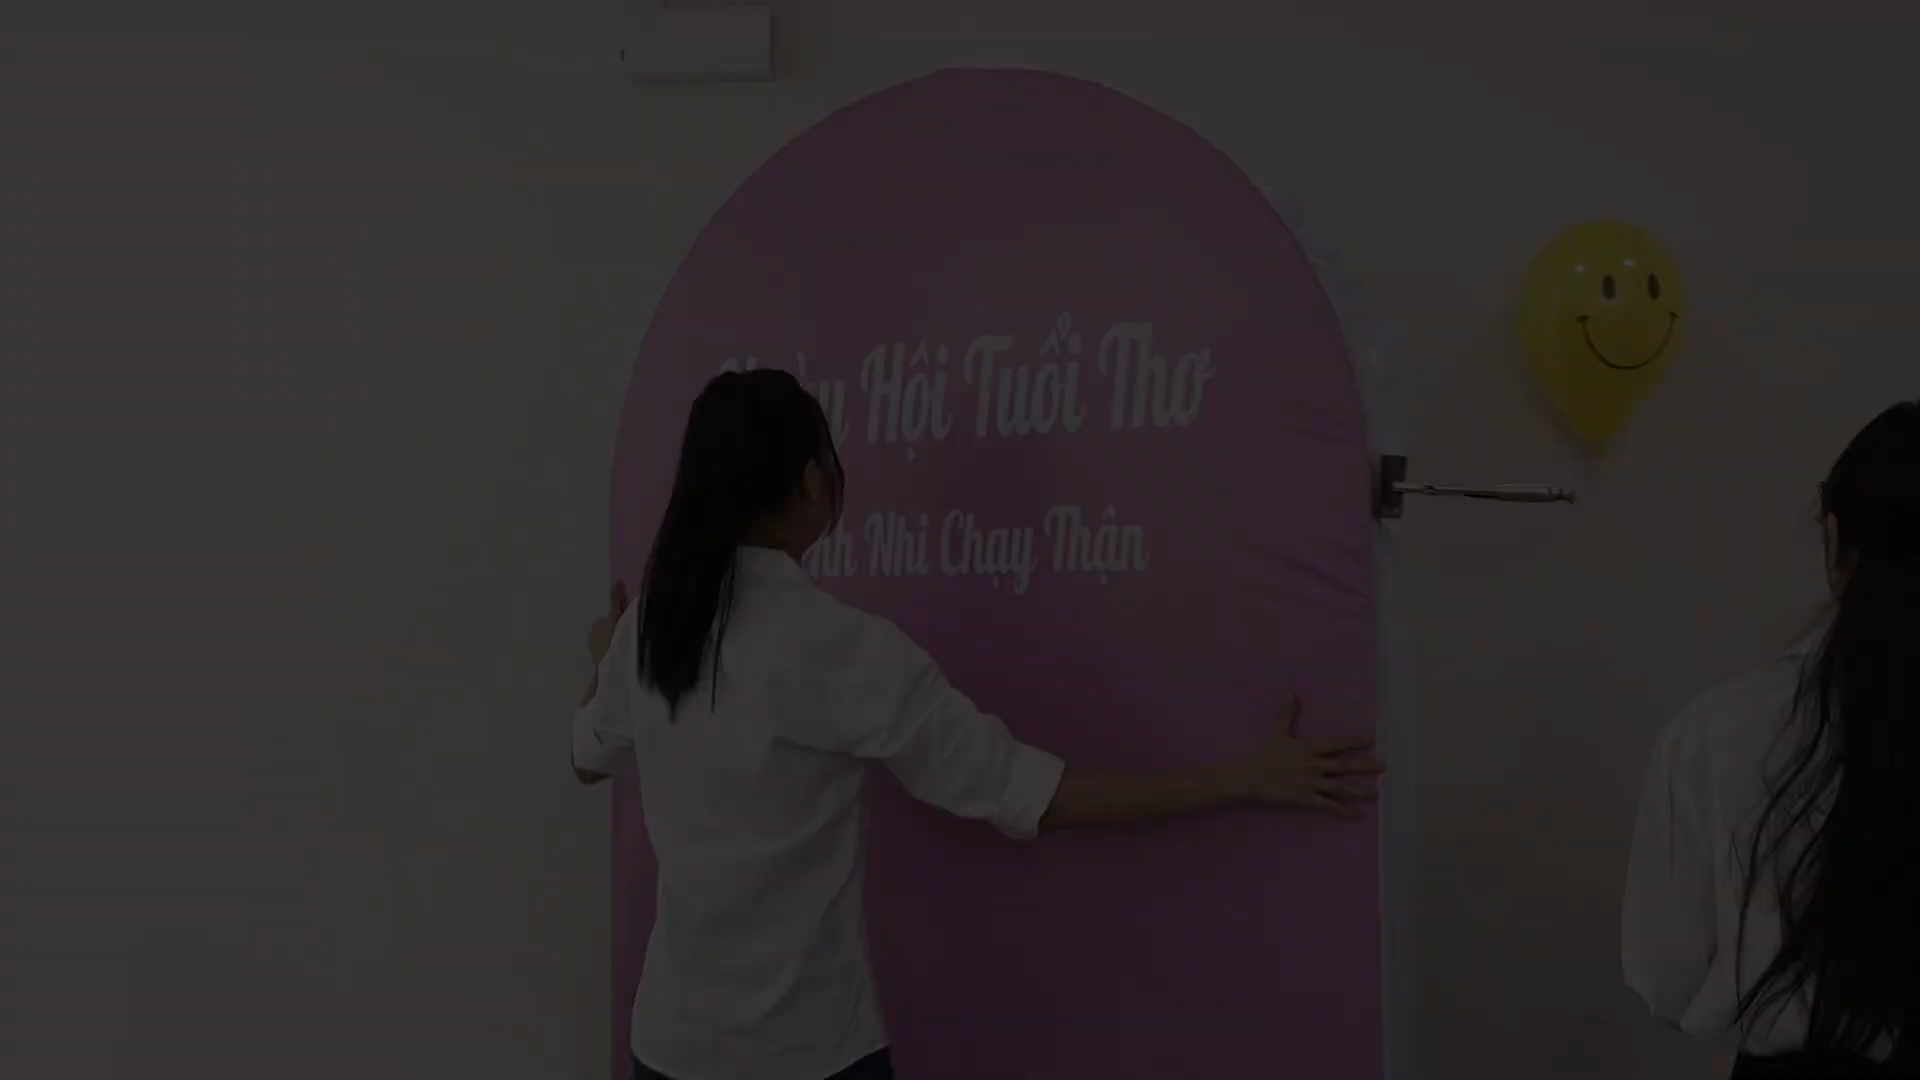 Hội Tuổi Thơ
Nhi Chạy Thận